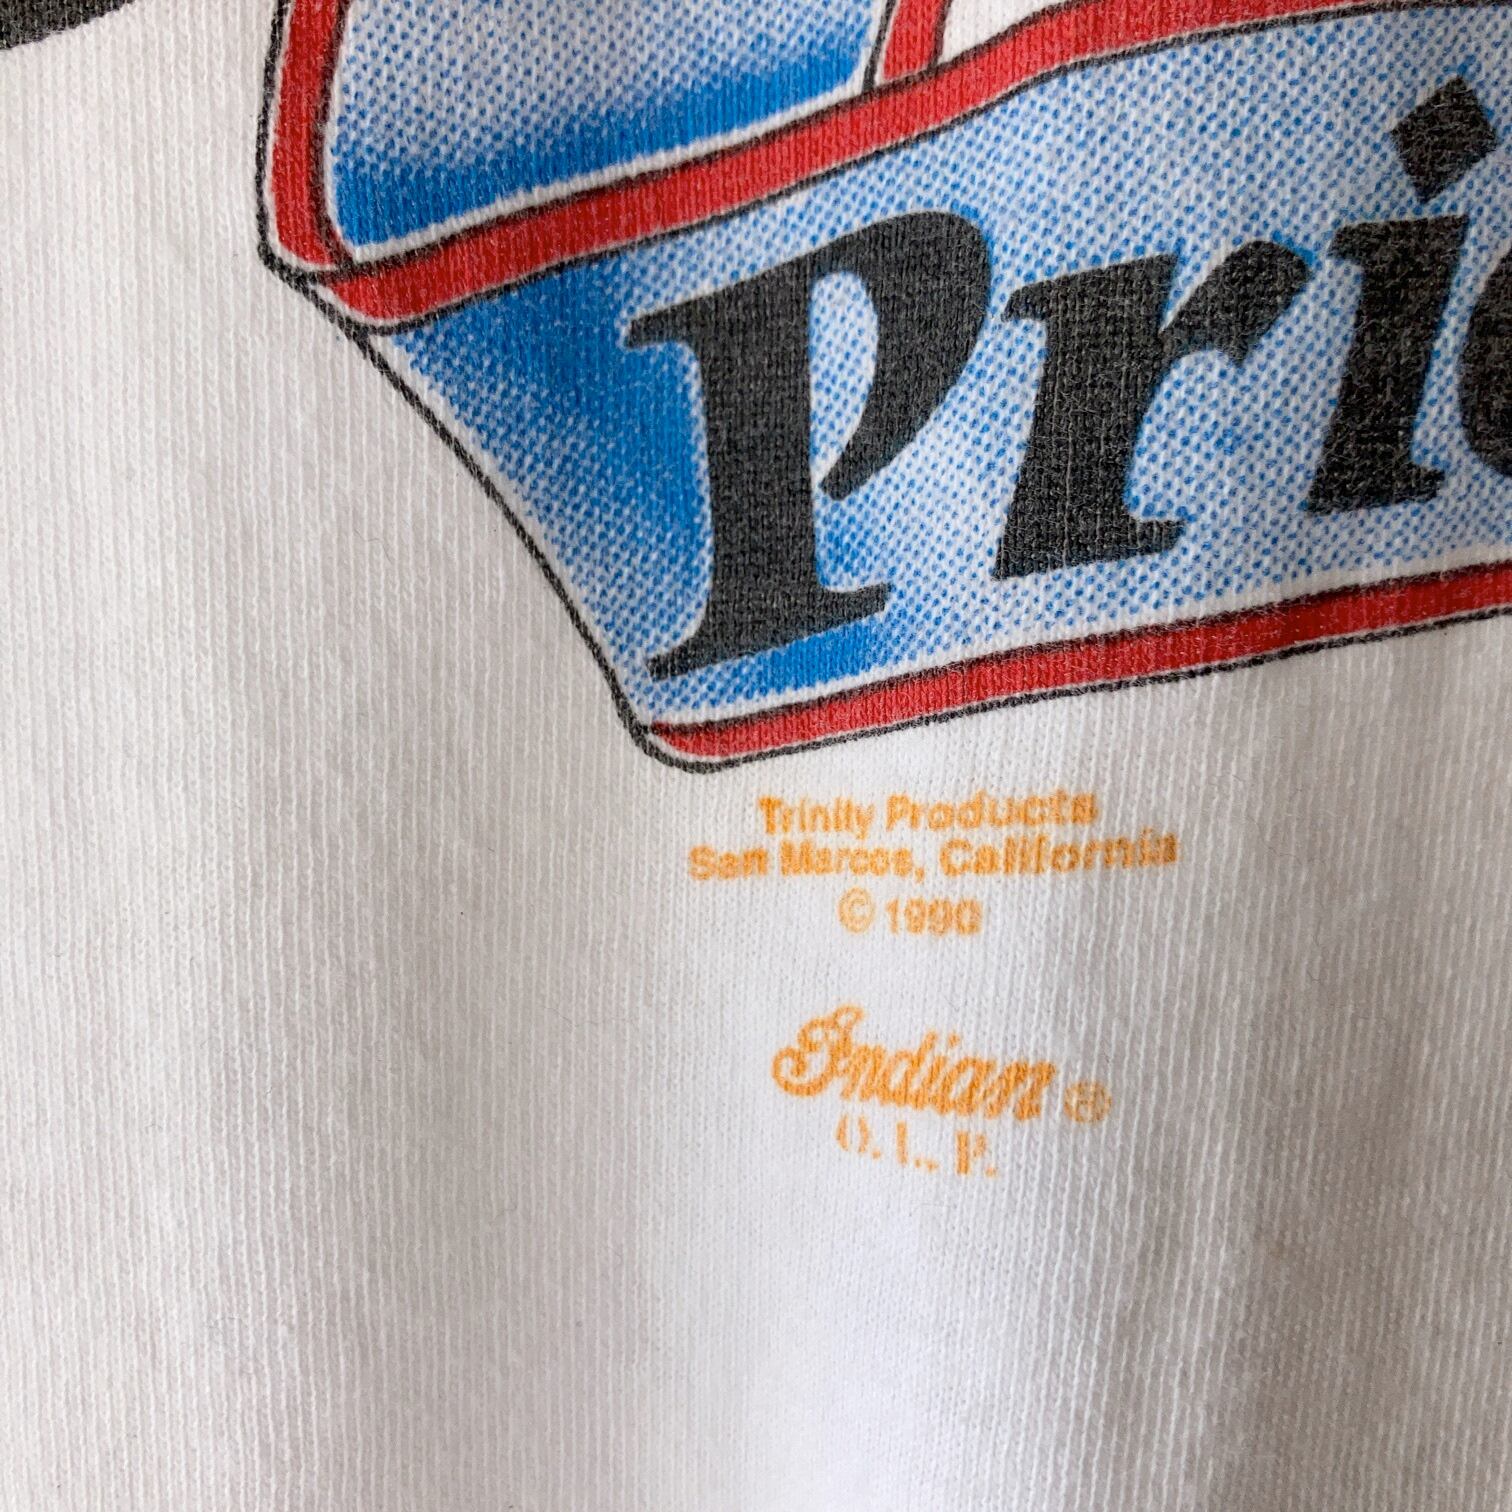 Pri
Trinity Products
San Marcos, California
© 1990
Indian ®
O. L. P.